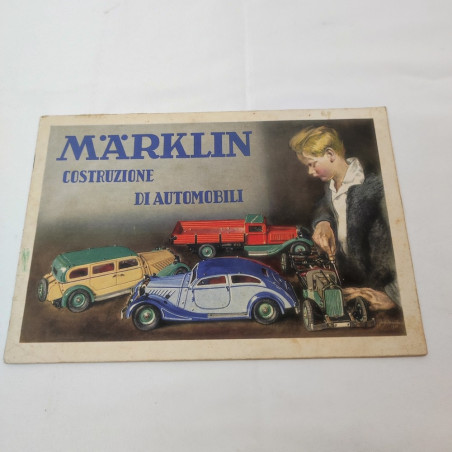 MÄRKLIN
COSTRUZIONE
DI AUTOMOBILI